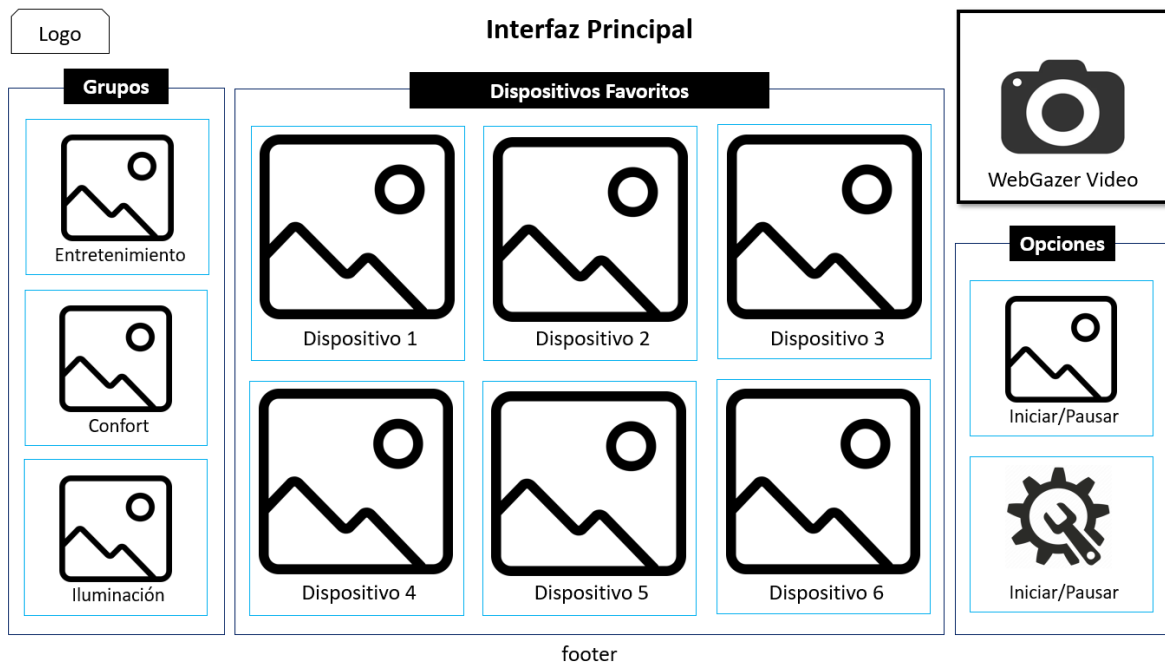 Logo
Interfaz Principal
Grupos
Entretenimiento
Confort
Iluminación
Dispositivos Favoritos
Dispositivo 1
Dispositivo 2
Dispositivo 3
Dispositivo 4
Dispositivo 5
Dispositivo 6
WebGazer Video
Opciones
Iniciar/Pausar
Iniciar/Pausar
footer